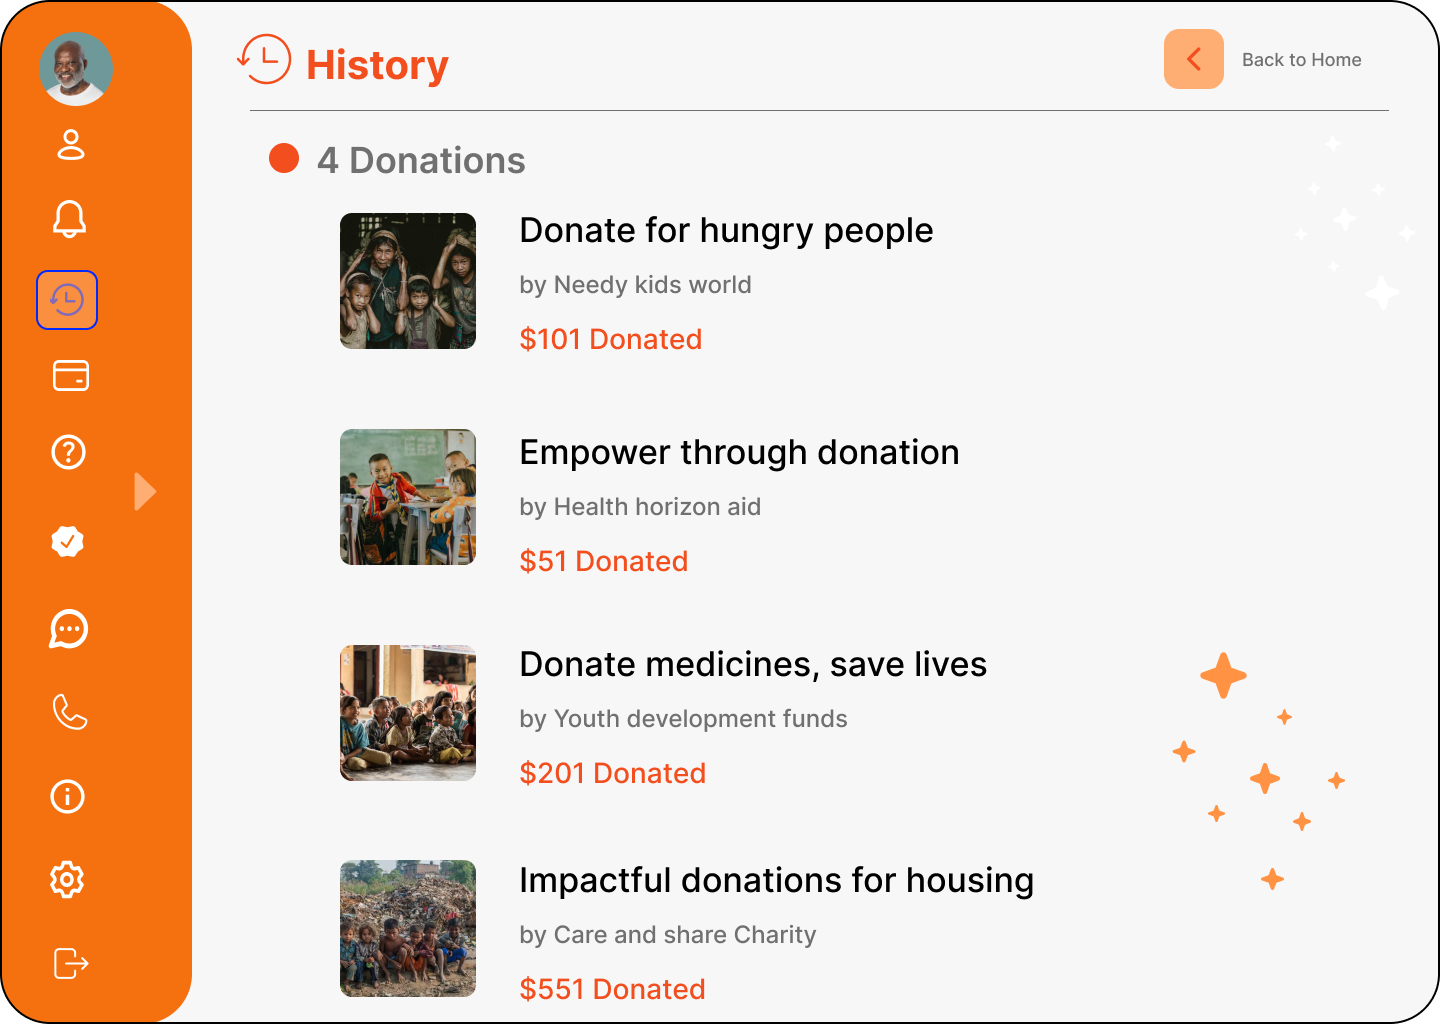 History
Back to Home
4 Donations
Donate for hungry people
by Needy kids world
$101 Donated
Empower through donation
by Health horizon aid
$51 Donated
Donate medicines, save lives
by Youth development funds
$201 Donated
Impactful donations for housing
by Care and share Charity
$551 Donated